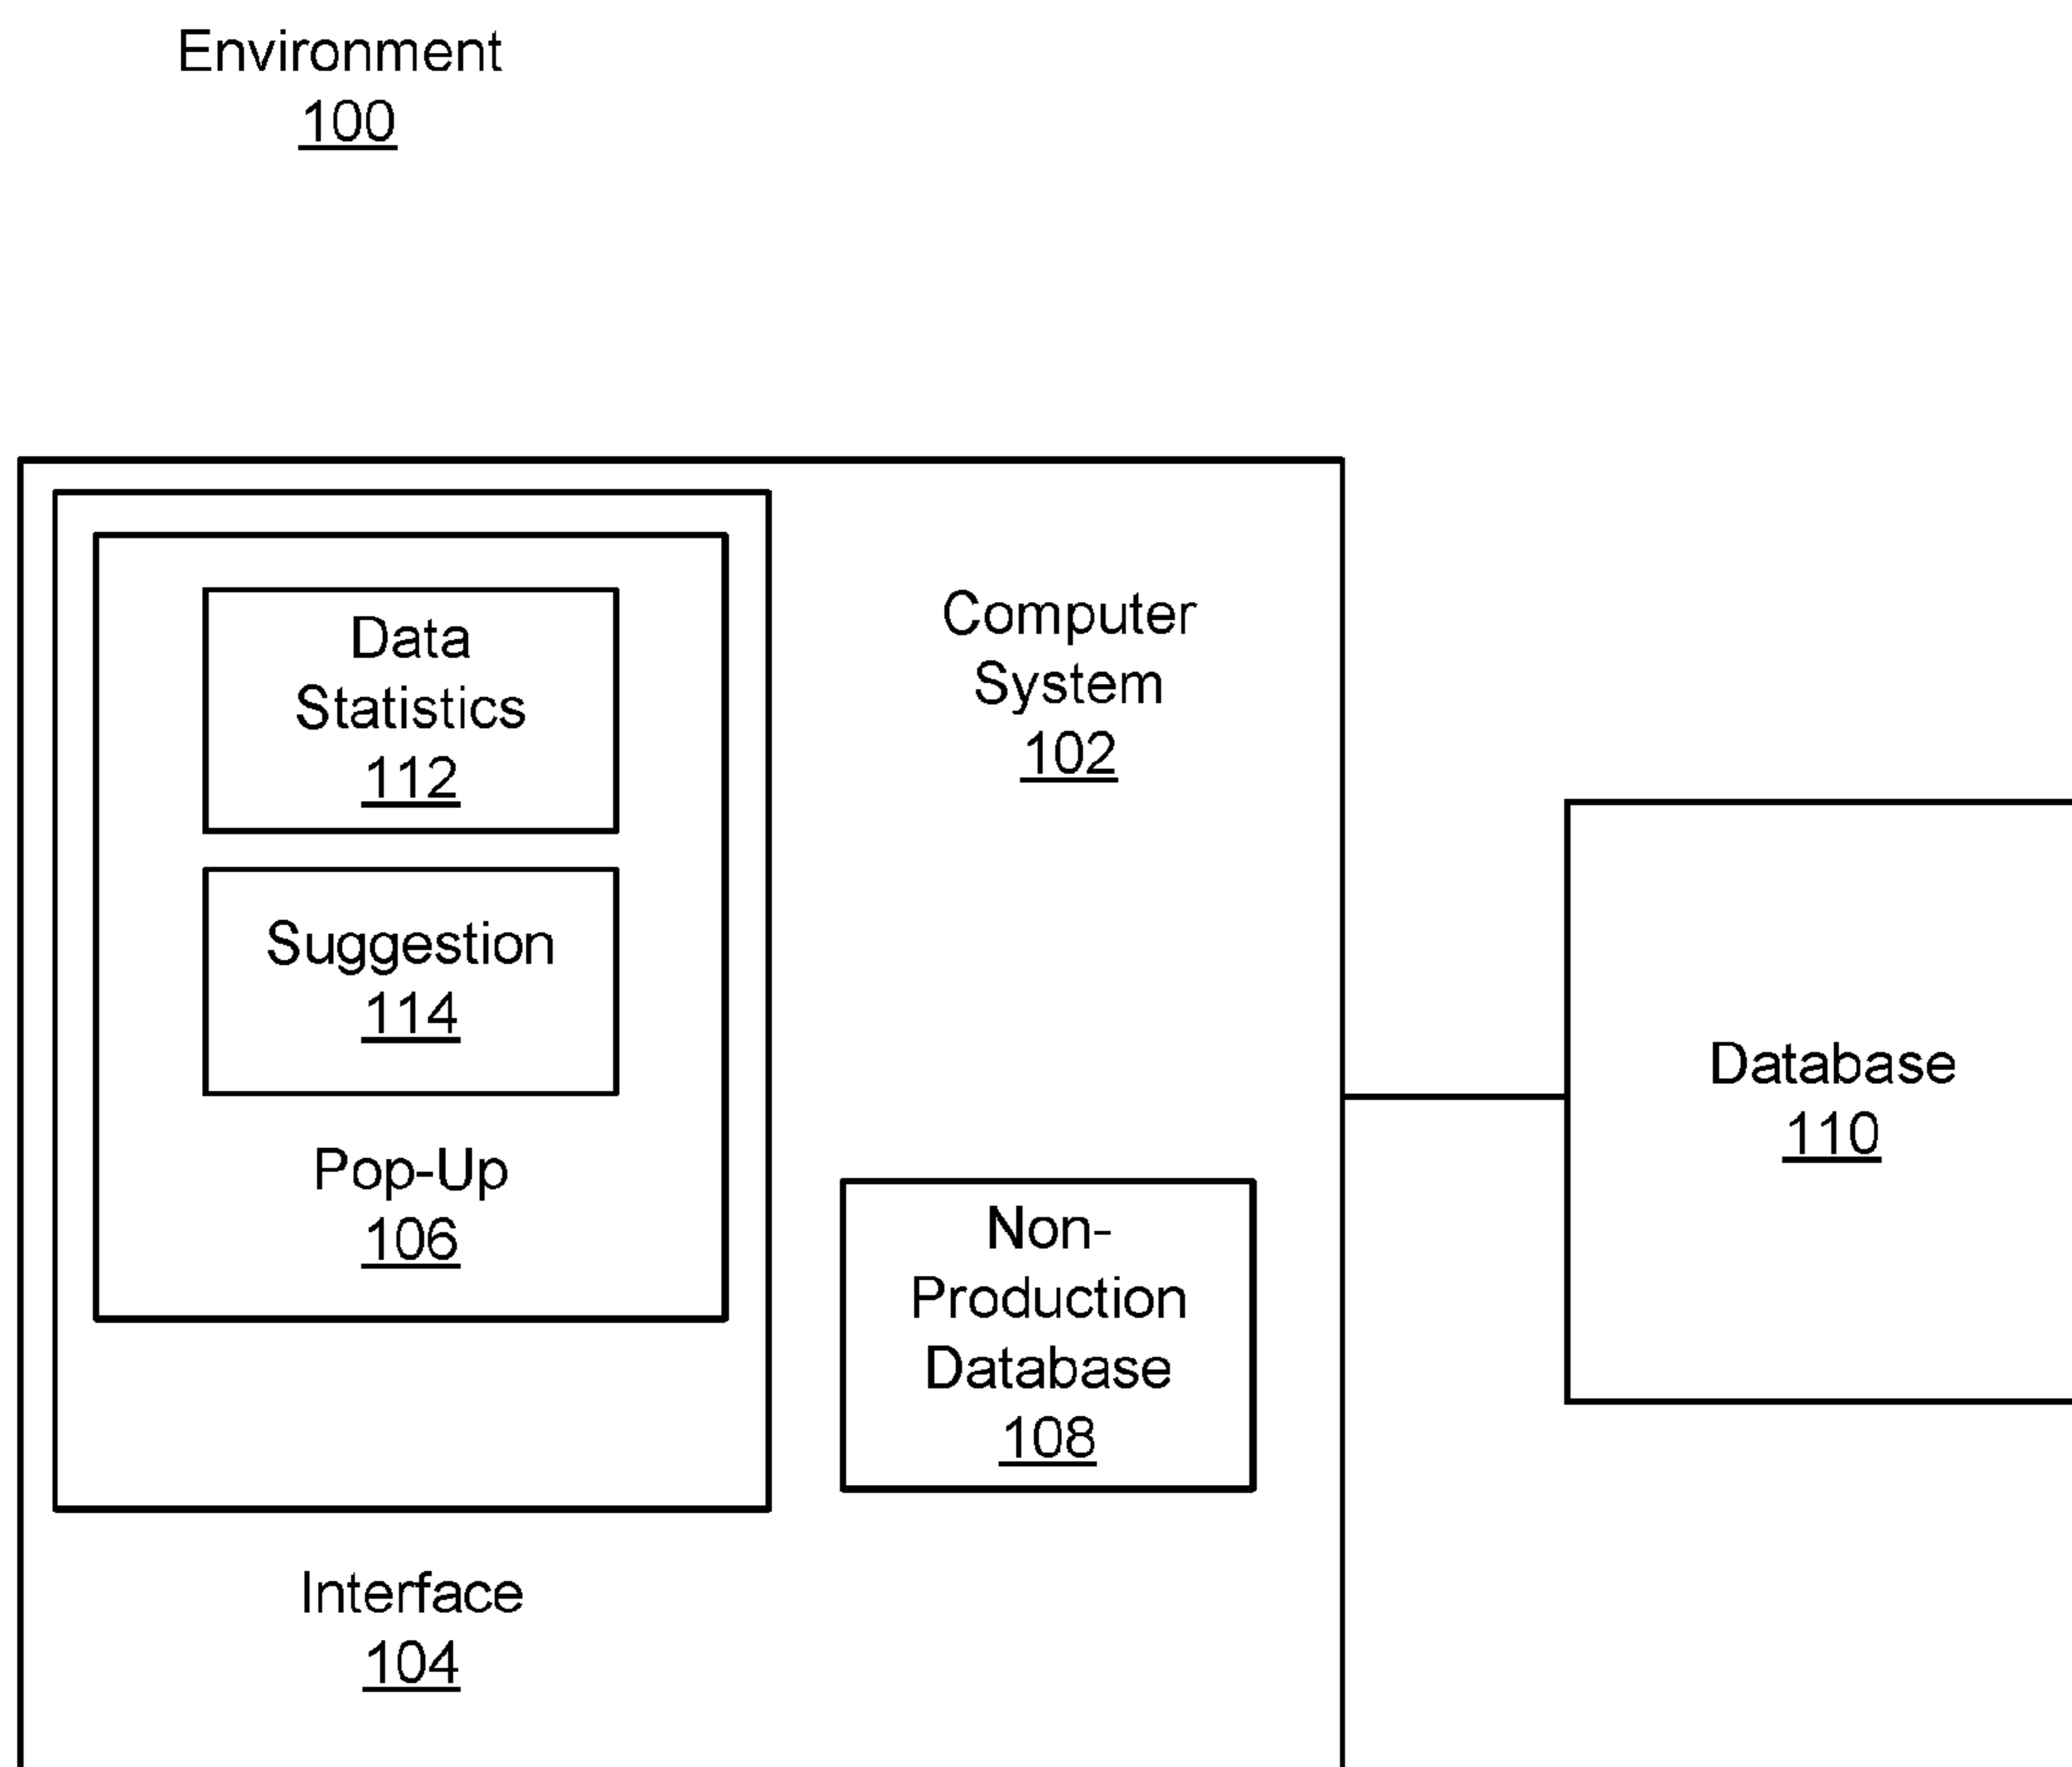 Environment
100
Data
Statistics
112
Suggestion
114
Pop-Up
106
Interface
104
Computer
System
102
Non-
Production
Database
108
Database
110